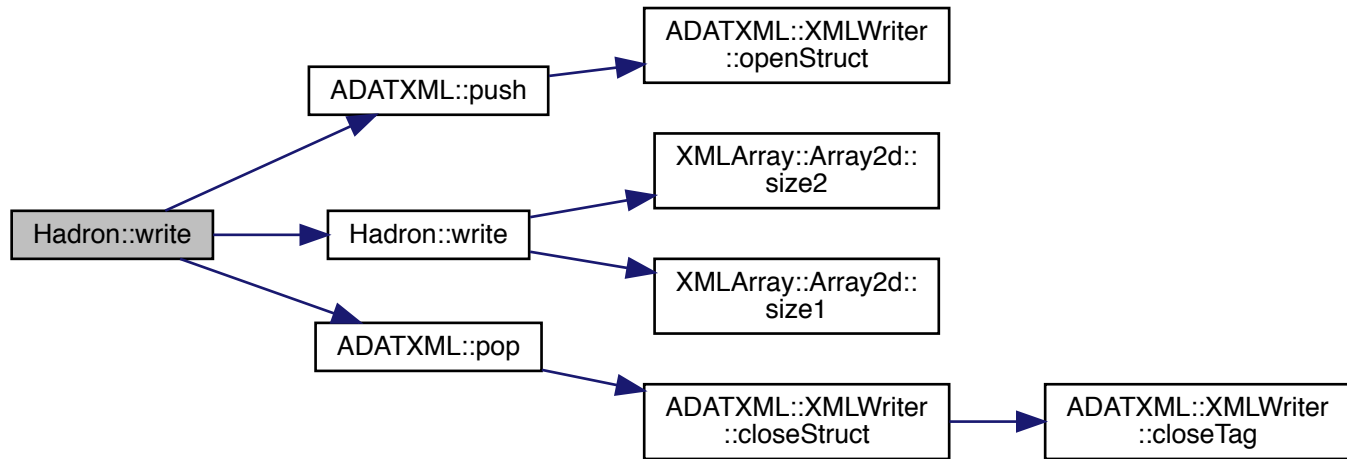 ADATXML::XMLWriter
::openStruct
ADATXML::push
XMLArray::Array2d::
size2
Hadron::write
Hadron::write
XMLArray::Array2d::
size1
ADATXML::pop
ADATXML::XMLWriter
::closeStruct
ADATXML::XMLWriter
::closeTag